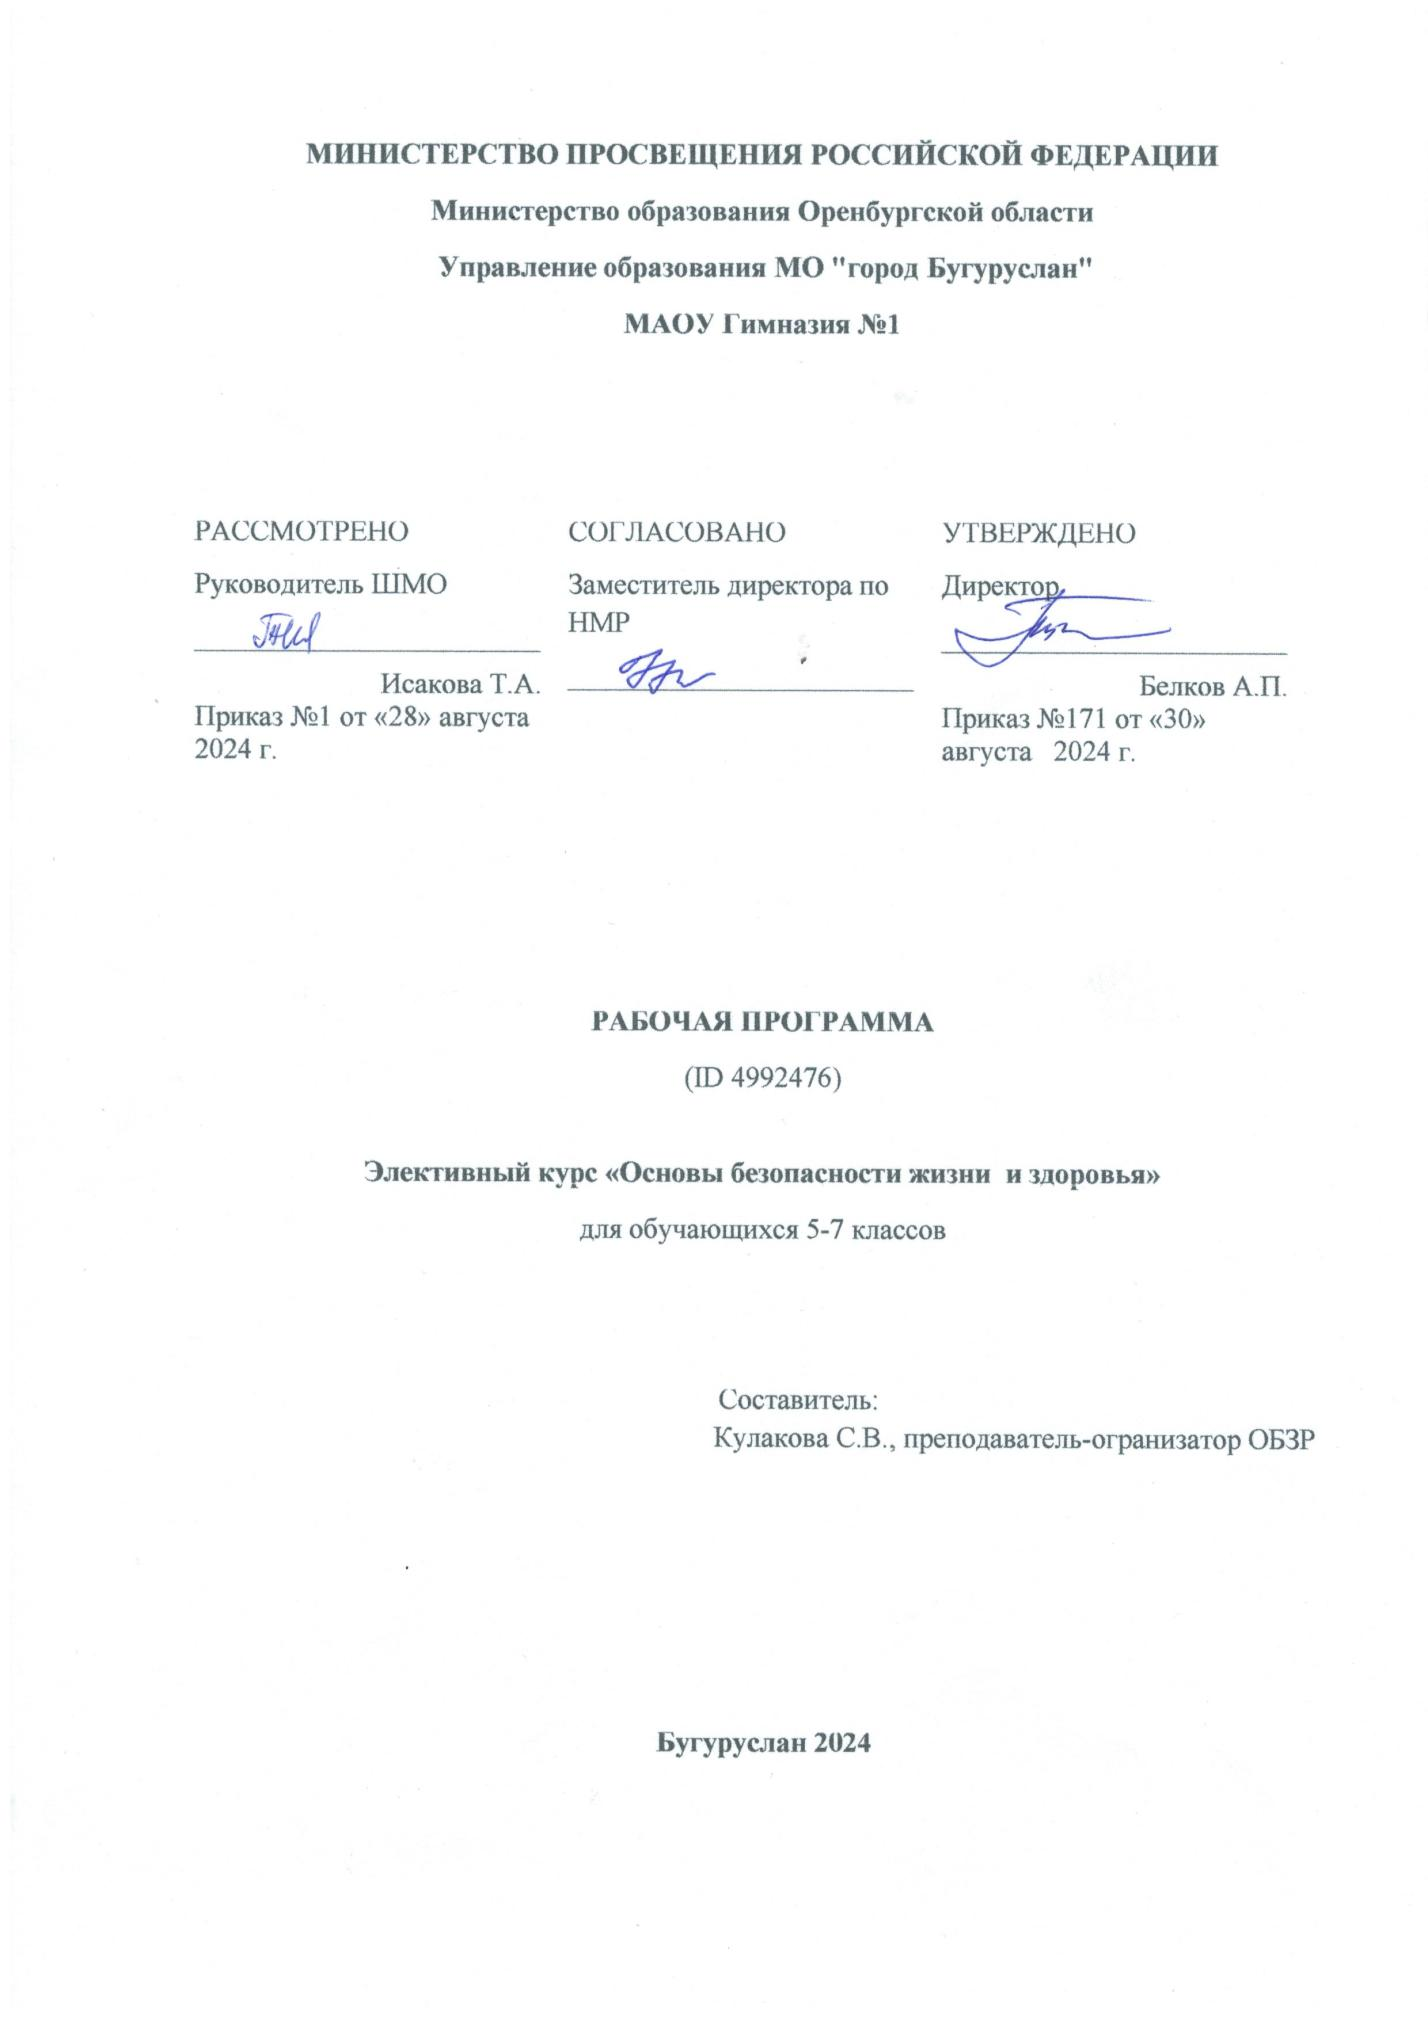 МИНИСТЕРСТВО ПРОСВЕЩЕНИЯ РОССИЙСКОЙ ФЕДЕРАЦИИ
Министерство образования Оренбургской области
Управление образования МО "город Бугуруслан"
МАОУ Гимназия №1
РАССМОТРЕНО
Руководитель ШМО
Исакова Т.А.
Приказ №1 от «28» августа
2024 г.
СОГЛАСОВАНО
Заместитель директора по
НМР
УТВЕРЖДЕНО
Директор
Белков А.П.
Приказ №171 от «30»
августа 2024 г.
РАБОЧАЯ ПРОГРАММА
(ID 4992476)
Элективный курс «Основы безопасности жизни и здоровья»
для обучающихся 5-7 классов
Составитель:
Кулакова С.В., преподаватель-огранизатор ОБЗР
Бугуруслан 2024